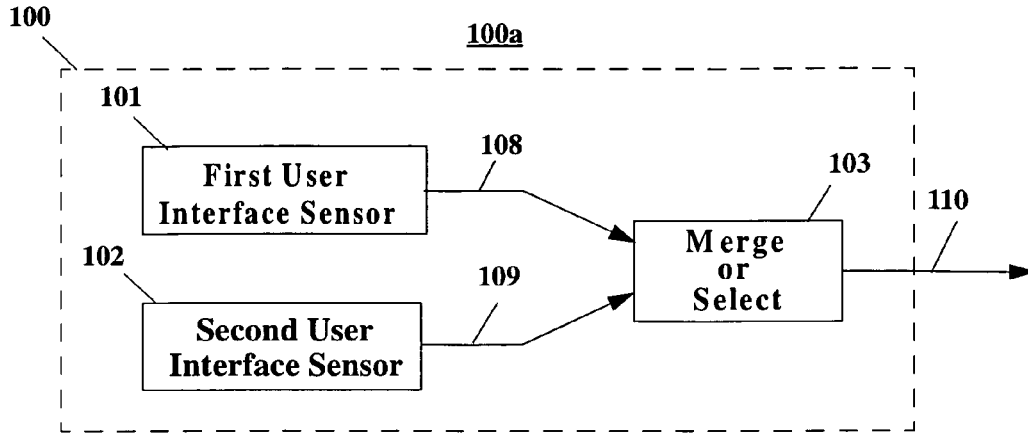 100
100a
101
First User
Interface Sensor
108
103
Merge
or
Select
110
102
Second User
Interface Sensor
109